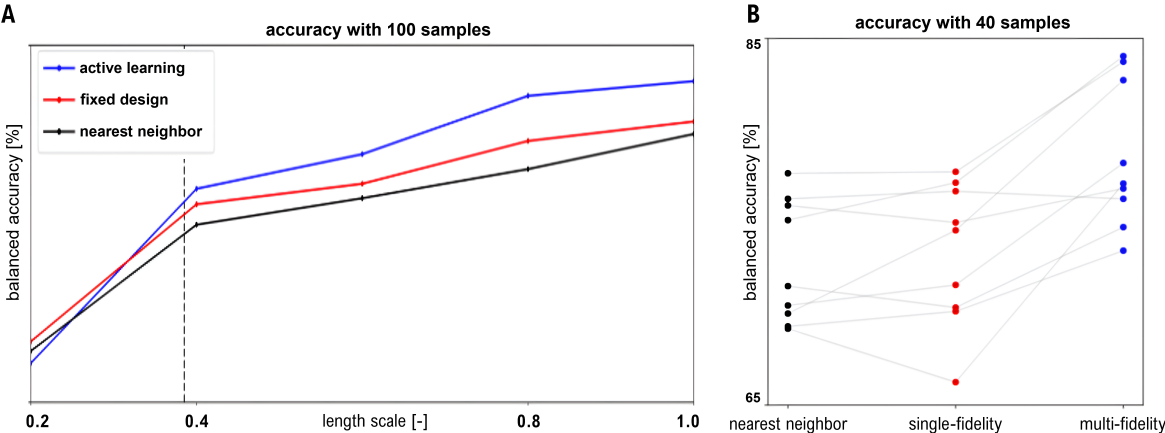 A
accuracy with 100 samples
active learning
fixed design
nearest neighbor
balanced accuracy [%]
0.2
0.4
length scale [-]
0.8
1.0
B
accuracy with 40 samples
85
balanced accuracy [%]
65
nearest neighbor
single-fidelity
multi-fidelity